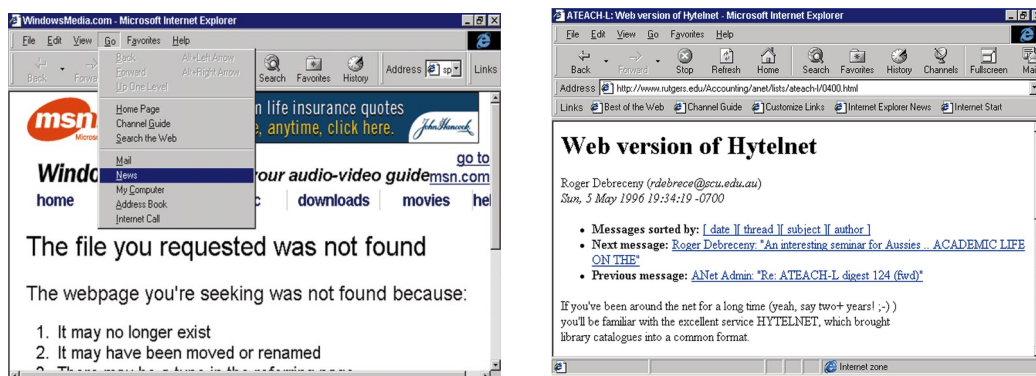 WindowsMedia.com - Microsoft Internet Explorer
File Edit View Go Favorites Help
Back Alt+Left Arrow
Forward Alt+Right Arrow
Up One Level
Home Page
Channel Guide
Search the Web
Mail
News
My Computer
Address Book
Internet Call
Back Search Favorites History Address Links
msn
n life insurance quotes
, anytime, click here.
John Hancock
go to
our audio-video guide msn.com
home downloads movies
The file you requested was not found
The webpage you're seeking was not found because:
1. It may no longer exist
2. It may have been moved or renamed
ATEACH-L: Web version of Hytelnet - Microsoft Internet Explorer
File Edit View Go Favorites Help
Back Forward Stop Refresh Home Search Favorites History Channels Fullscreen
Address http://www.rutgers.edu/Accounting/anet/lists/ateach-l/0400.html
Links Best of the Web Channel Guide Customize Links Internet Explorer News Internet Start
Web version of Hytelnet
Roger Debreceny (rdebrece@scu.edu.au)
Sun, 5 May 1996 19:34:19 -0700
• Messages sorted by: [ date ][ thread ][ subject ][ author ]
• Next message: Roger Debreceny: "An interesting seminar for Aussies .. ACADEMIC LIFE
ON THE"
• Previous message: ANet Admin: "Re: ATEACH-L digest 124 (fwd)"
If you've been around the net for a long time (yeah, say two+ years! ;-) )
you'll be familiar with the excellent service HYTELNET, which brought
library catalogues into a common format.
Internet zone